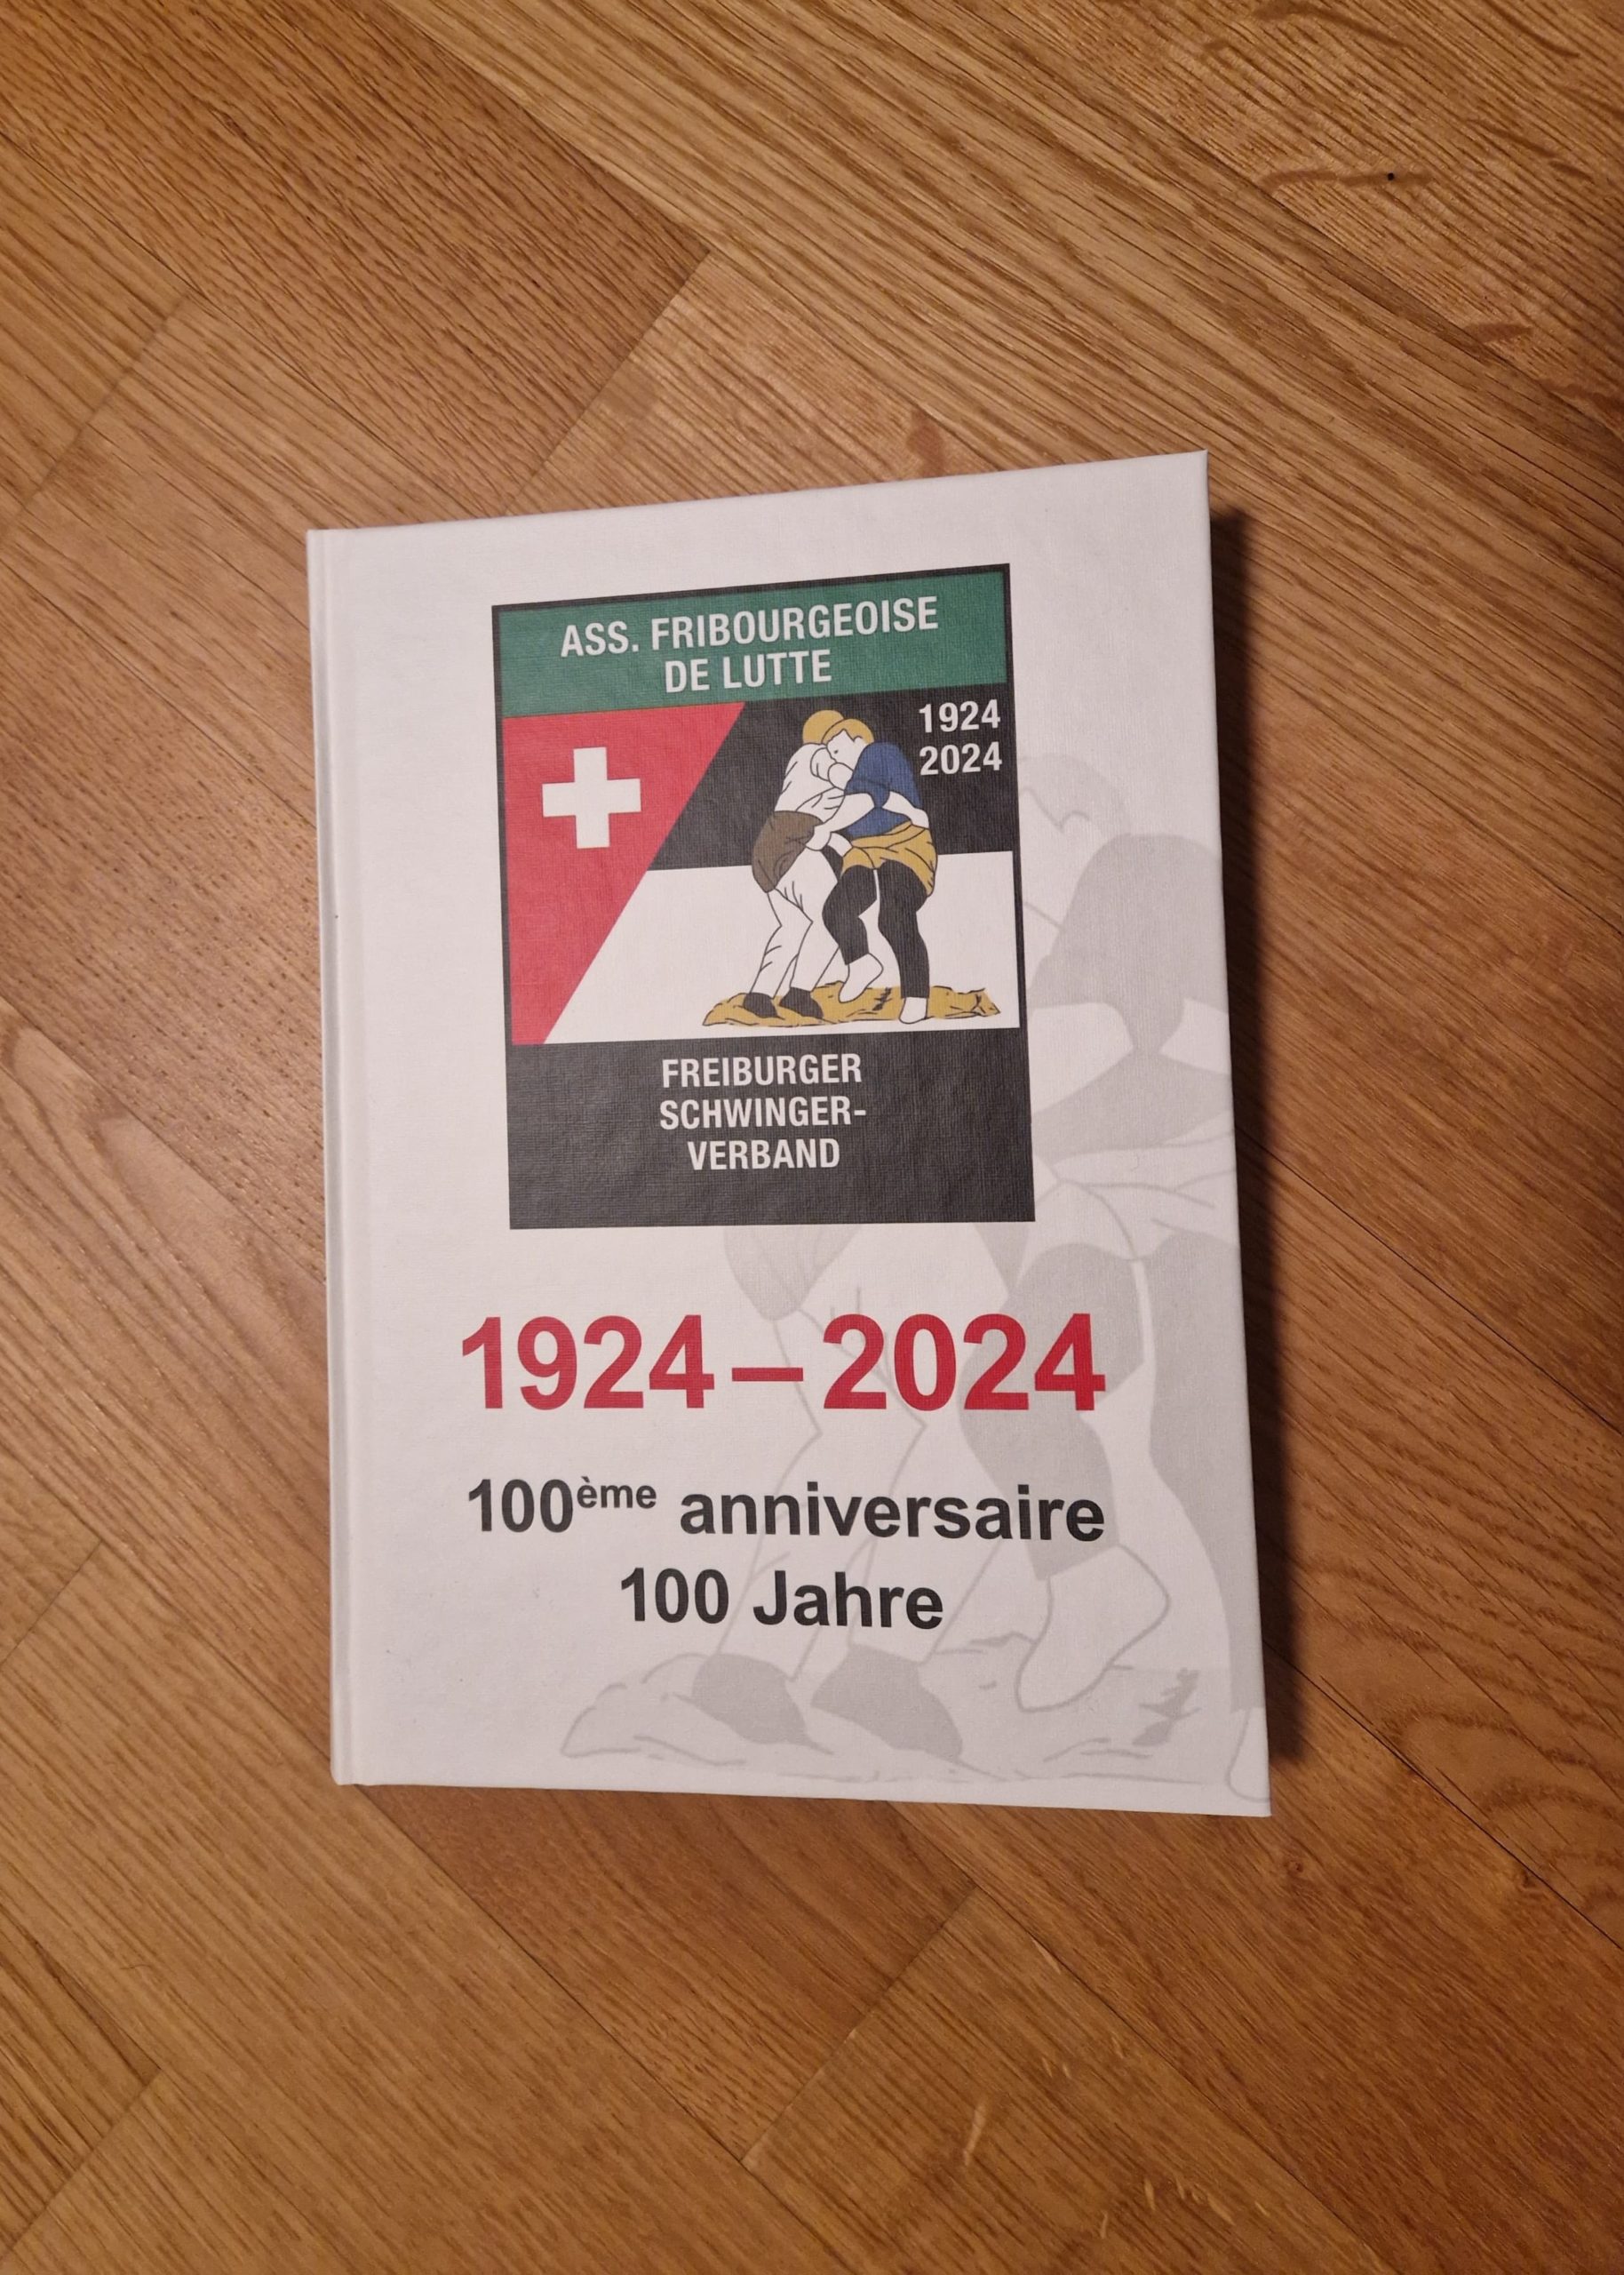 ASS. FRIBOURGEOISE
DE LUTTE
1924
2024
FREIBURGER
SCHWINGER-
VERBAND
1924 – 2024
100ème anniversaire
100 Jahre